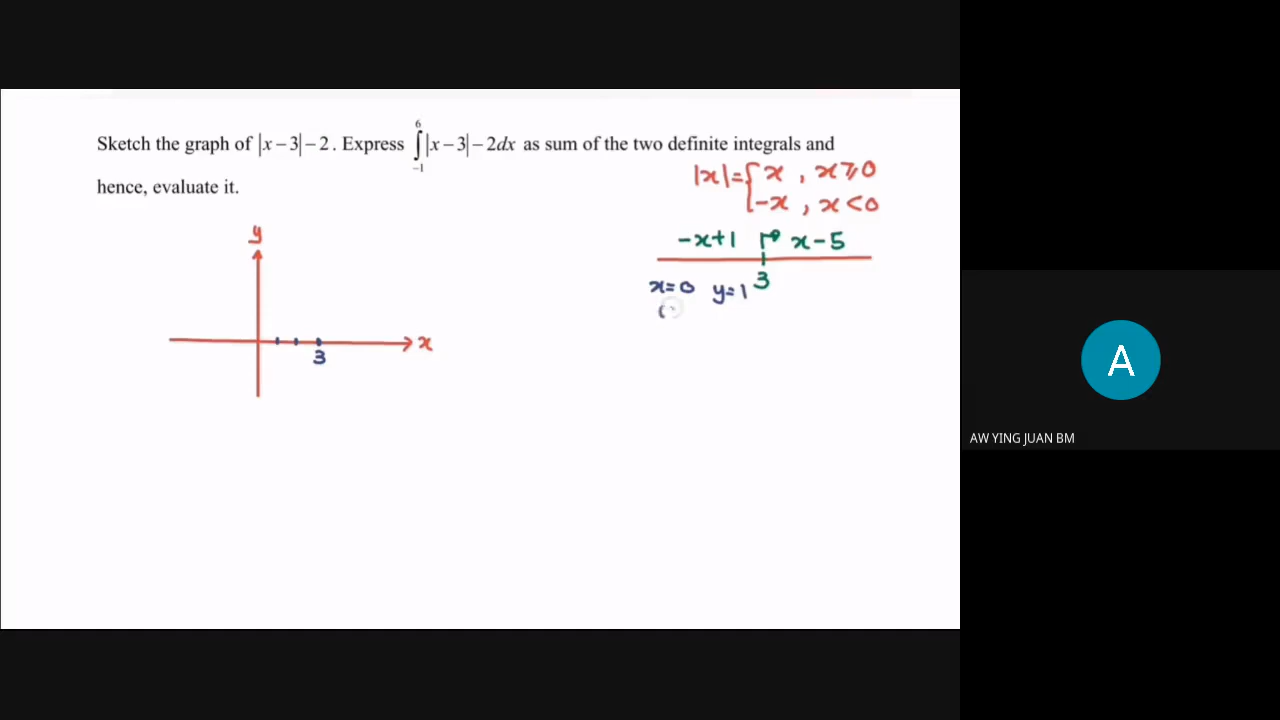 Sketch the graph of |x−3|−2. Express ∫₋₁⁶|x−3|−2dx as sum of the two definite integrals and
hence, evaluate it.
|x|={x , x⩾0
−x , x<0
−x+1 x−5
3
x=0 y=1
(
y
x
3
A
AW YING JUAN BM